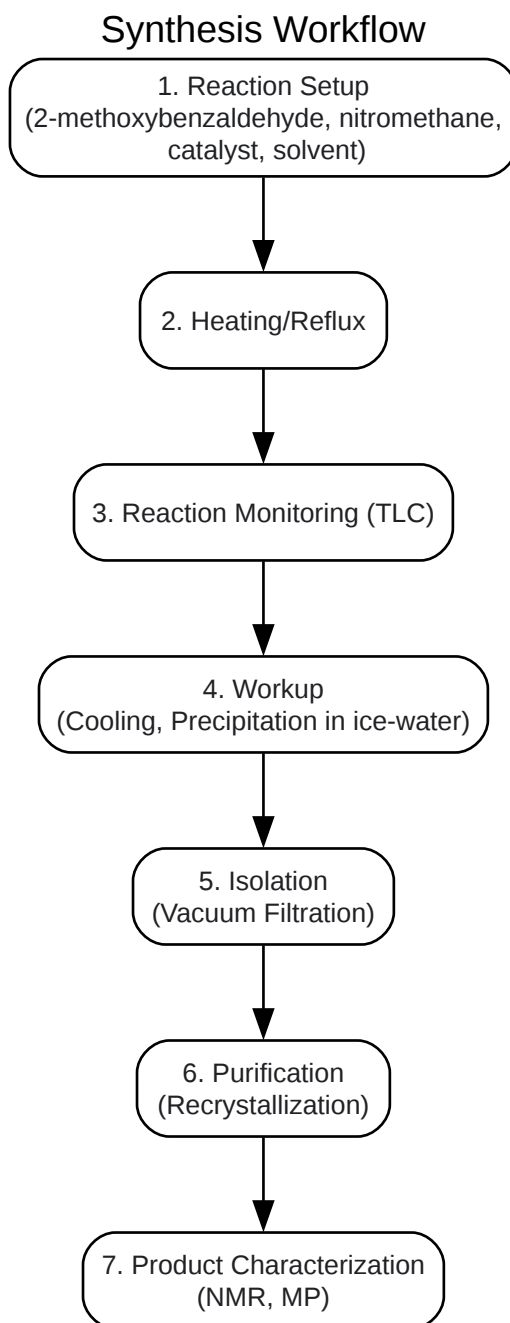 Synthesis Workflow
1. Reaction Setup
(2-methoxybenzaldehyde, nitromethane,
catalyst, solvent)
2. Heating/Reflux
3. Reaction Monitoring (TLC)
4. Workup
(Cooling, Precipitation in ice-water)
5. Isolation
(Vacuum Filtration)
6. Purification
(Recrystallization)
7. Product Characterization
(NMR, MP)